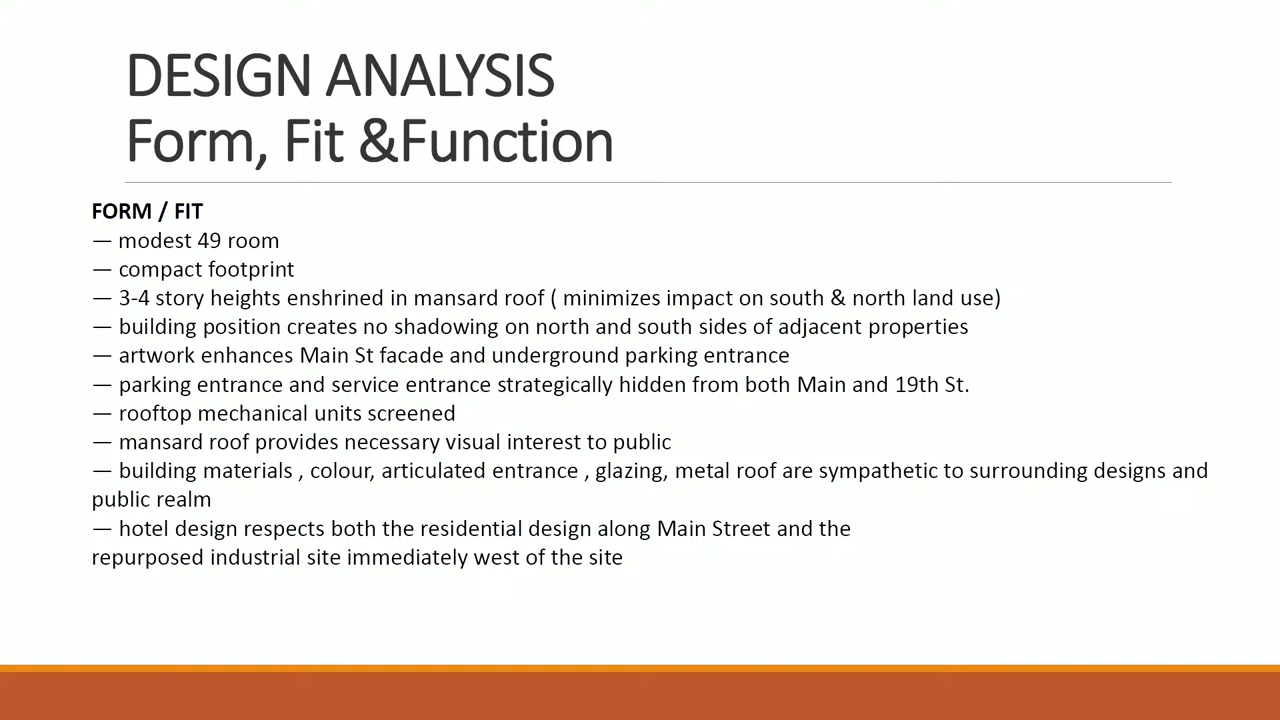 DESIGN ANALYSIS
Form, Fit &Function
FORM / FIT
— modest 49 room
— compact footprint
— 3-4 story heights enshrined in mansard roof ( minimizes impact on south & north land use)
— building position creates no shadowing on north and south sides of adjacent properties
— artwork enhances Main St facade and underground parking entrance
— parking entrance and service entrance strategically hidden from both Main and 19th St.
— rooftop mechanical units screened
— mansard roof provides necessary visual interest to public
— building materials , colour, articulated entrance , glazing, metal roof are sympathetic to surrounding designs and
public realm
— hotel design respects both the residential design along Main Street and the
repurposed industrial site immediately west of the site